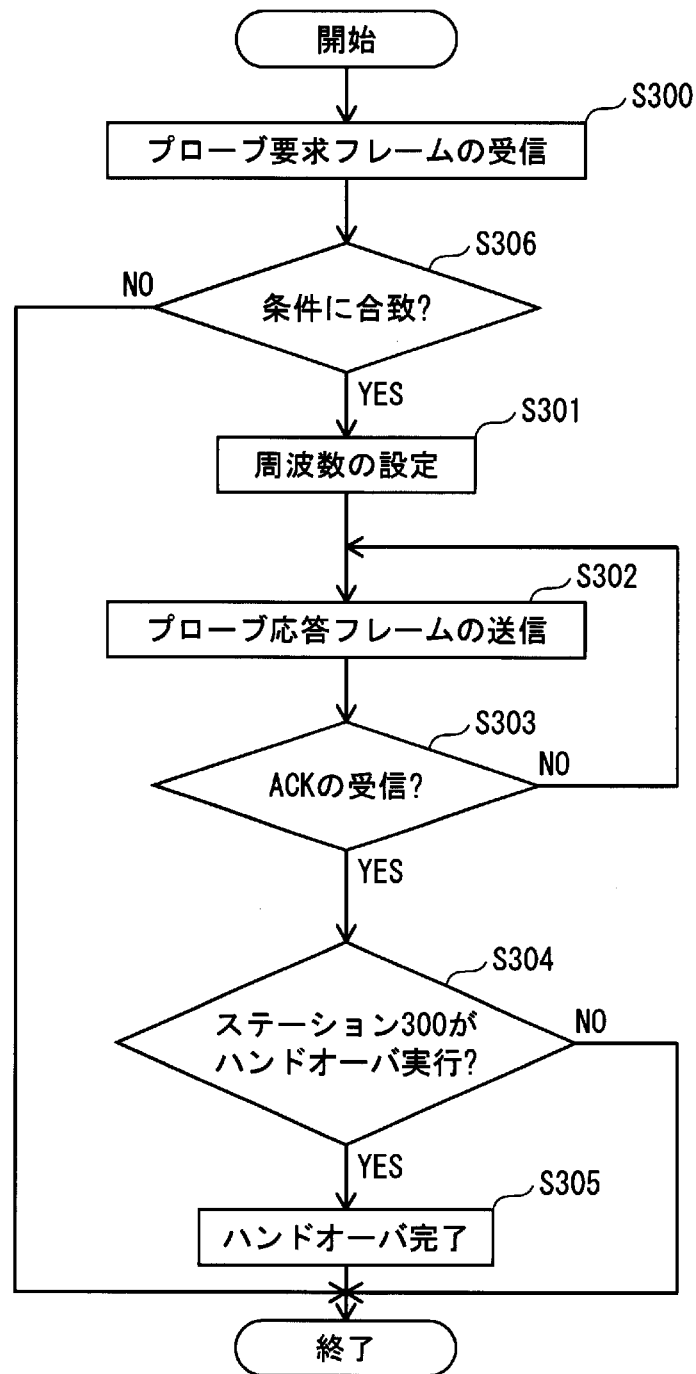 開始
S300
プローブ要求フレームの受信
S306
NO
条件に合致?
YES
S301
周波数の設定
S302
プローブ応答フレームの送信
S303
ACKの受信?
NO
YES
S304
ステーション300が
ハンドオーバ実行?
NO
YES
S305
ハンドオーバ完了
終了